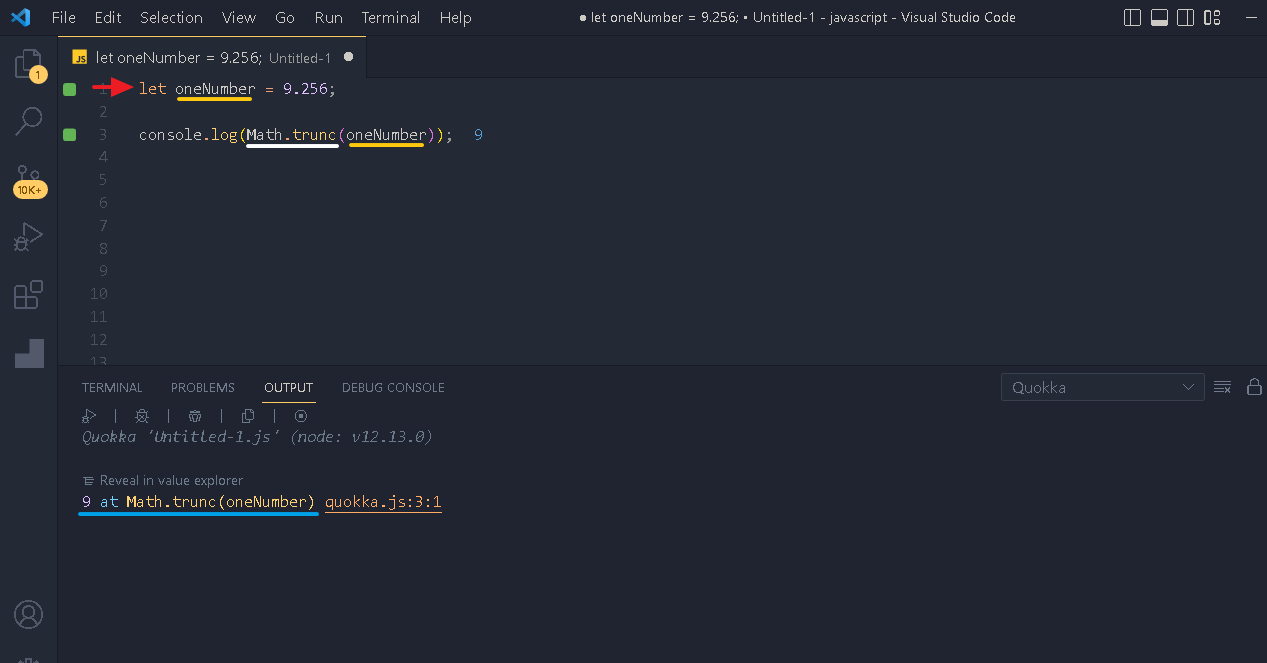 File Edit Selection View Go Run Terminal Help
● let oneNumber = 9.256; • Untitled-1 - javascript - Visual Studio Code
JS let oneNumber = 9.256; Untitled-1 ●
1 let oneNumber = 9.256;
2
3 console.log(Math.trunc(oneNumber)); 9
4
5
6
7
8
9
10
11
12
13
1
10K+
TERMINAL PROBLEMS OUTPUT DEBUG CONSOLE
Quokka
Quokka 'Untitled-1.js' (node: v12.13.0)
Reveal in value explorer
9 at Math.trunc(oneNumber) quokka.js:3:1